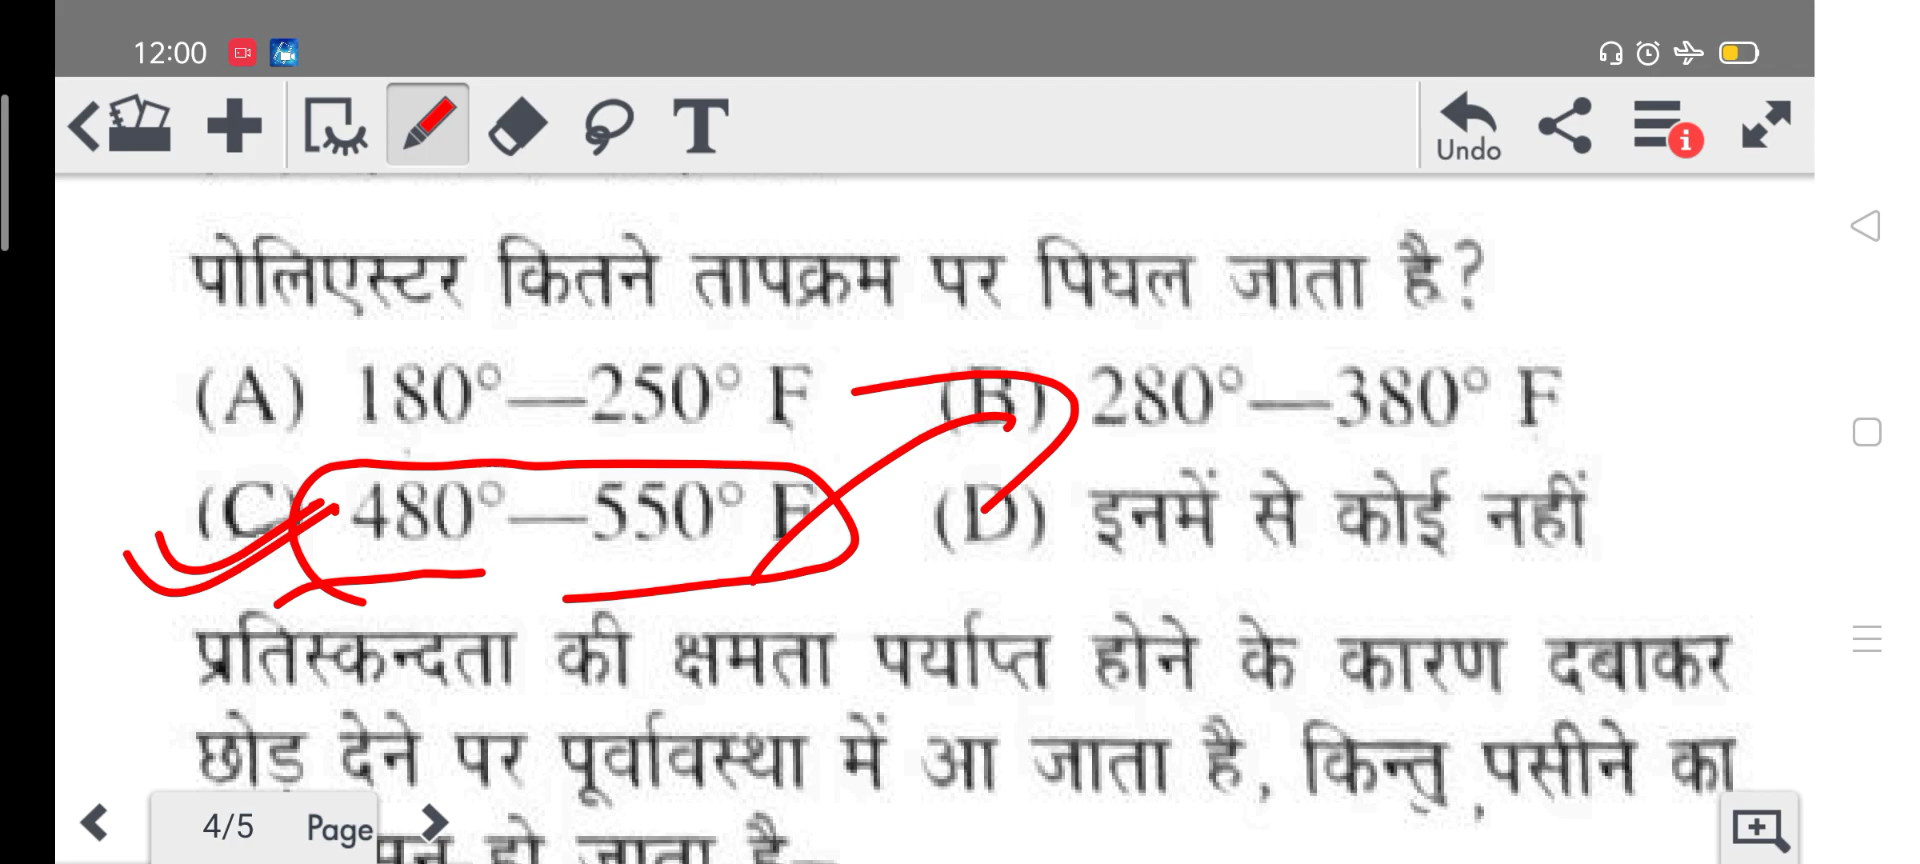 12:00
Undo
पोलिएस्टर कितने तापक्रम पर पिघल जाता है?
(A) 180°—250° F (B) 280°—380° F
(C) 480°—550° F (D) इनमें से कोई नहीं
प्रतिस्कन्दता की क्षमता पर्याप्त होने के कारण दबाकर
छोड़ देने पर पूर्वावस्था में आ जाता है, किन्तु पसीने का
4/5 Page
हो जाता है—